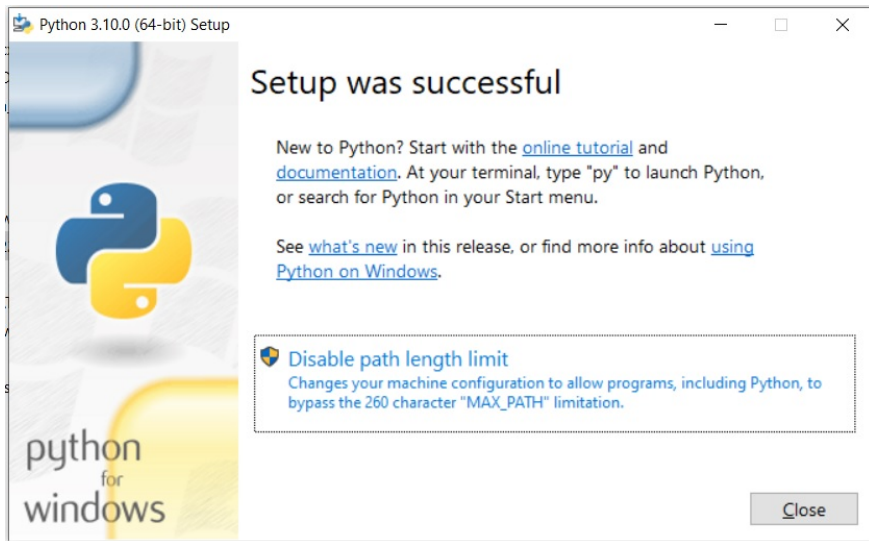 Python 3.10.0 (64-bit) Setup
Setup was successful
New to Python? Start with the online tutorial and
documentation. At your terminal, type "py" to launch Python,
or search for Python in your Start menu.
See what's new in this release, or find more info about using
Python on Windows.
Disable path length limit
Changes your machine configuration to allow programs, including Python, to
bypass the 260 character "MAX_PATH" limitation.
python
for
windows
Close